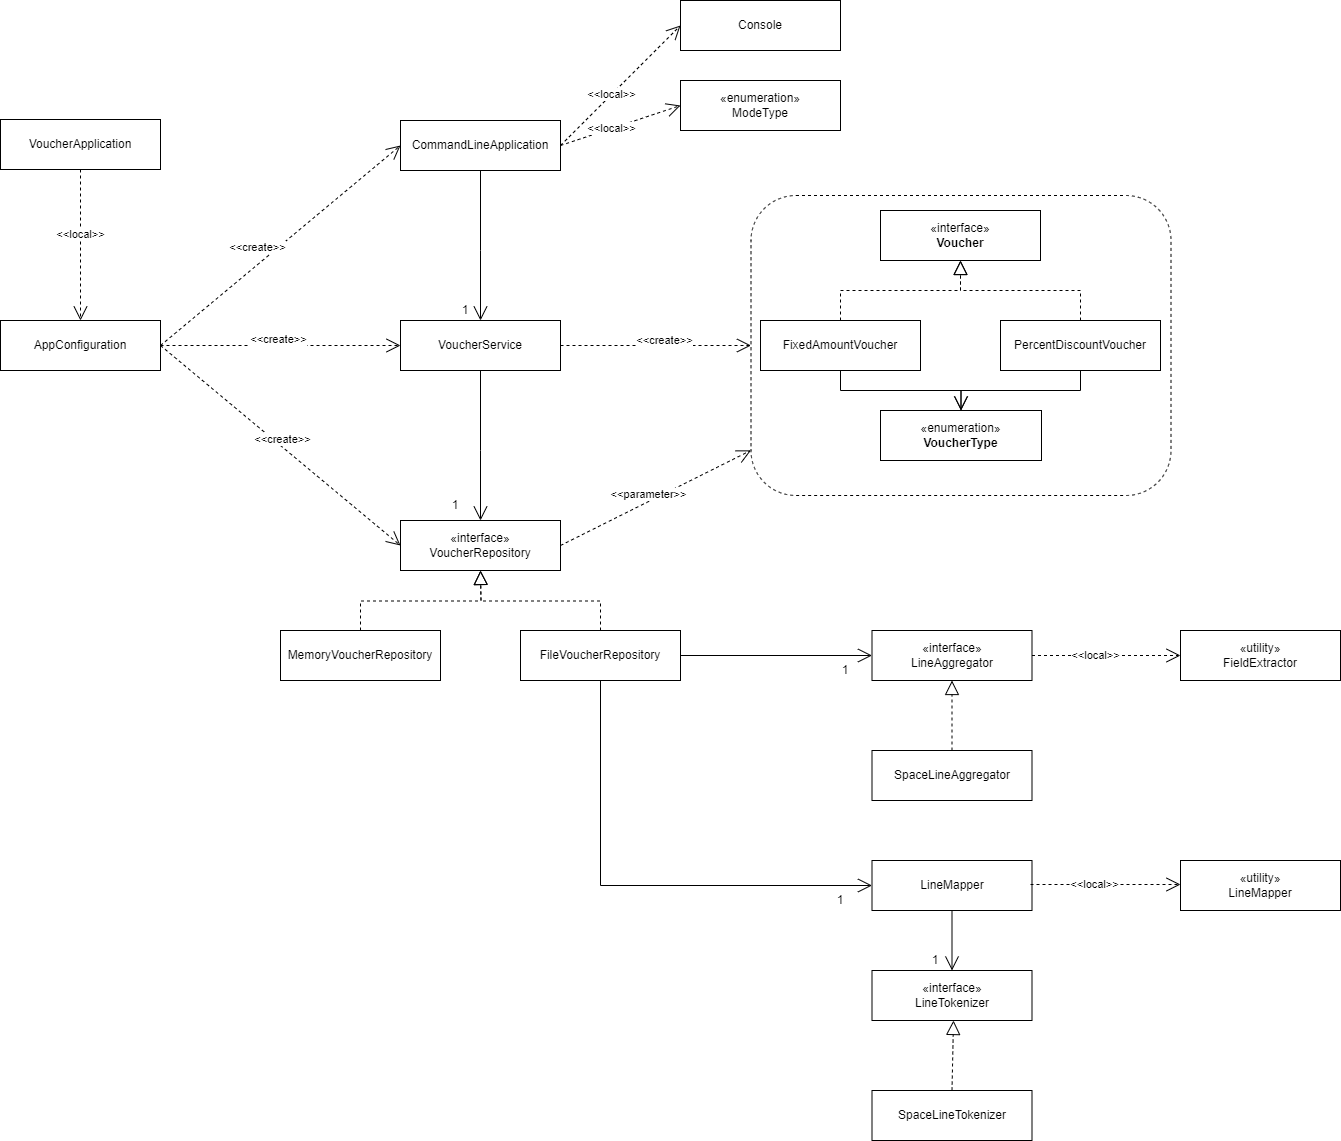 Console
<<local>>
«enumeration»
ModeType
<<local>>
VoucherApplication
CommandLineApplication
<<local>>
<<create>>
«interface»
Voucher
1
AppConfiguration
<<create>>
VoucherService
<<create>>
FixedAmountVoucher
PercentDiscountVoucher
«enumeration»
VoucherType
<<create>>
<<parameter>>
1
«interface»
VoucherRepository
MemoryVoucherRepository
FileVoucherRepository
1
«interface»
LineAggregator
<<local>>
«utility»
FieldExtractor
SpaceLineAggregator
1
LineMapper
<<local>>
«utility»
LineMapper
1
«interface»
LineTokenizer
SpaceLineTokenizer